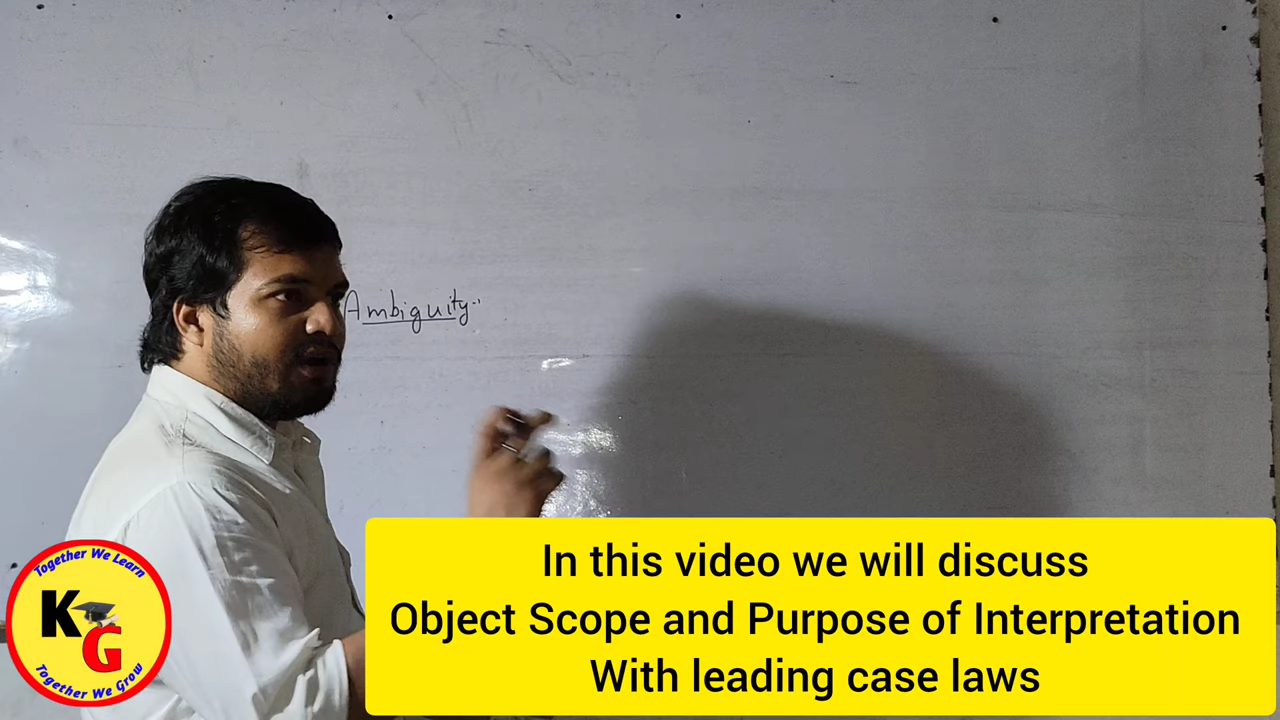 Ambiguity:
Together We Learn
KG
Together We Grow
In this video we will discuss
Object Scope and Purpose of Interpretation
With leading case laws